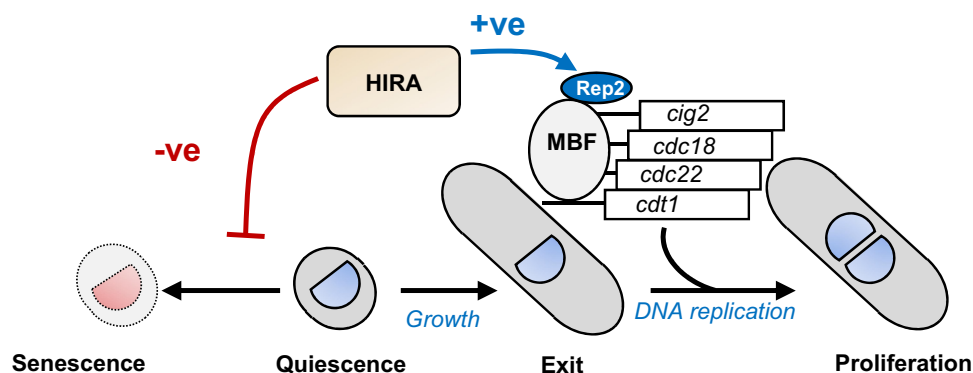 +ve
HIRA
Rep2
-ve
MBF
cig2
cdc18
cdc22
cdt1
Growth
DNA replication
Senescence
Quiescence
Exit
Proliferation